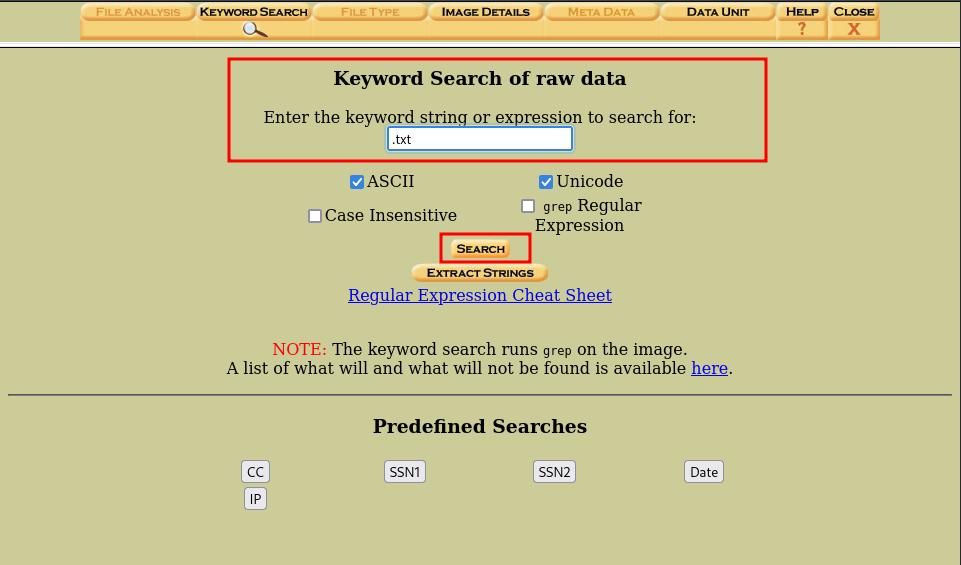 FILE ANALYSIS KEYWORD SEARCH FILE TYPE IMAGE DETAILS META DATA DATA UNIT HELP CLOSE
? X
Keyword Search of raw data
Enter the keyword string or expression to search for:
.txt
ASCII Unicode
Case Insensitive grep Regular
Expression
SEARCH
EXTRACT STRINGS
Regular Expression Cheat Sheet
NOTE: The keyword search runs grep on the image.
A list of what will and what will not be found is available here.
Predefined Searches
CC SSN1 SSN2 Date
IP